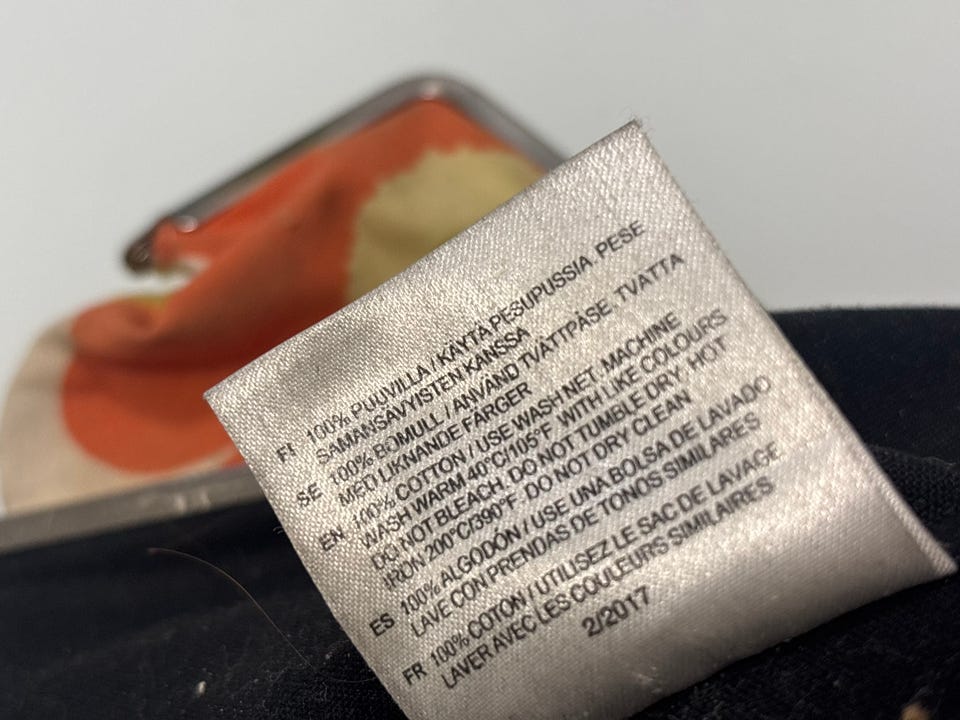 FI 100% PUUVILLA / KÄYTÄ PESUPUSSIA PESE
SAMANSÄVYISTEN KANSSA
SE 100% BOMULL / ANVÄND TVÄTTPÅSE TVÄTTA
MED LIKNANDE FÄRGER
EN 100% COTTON / USE WASH NET. MACHINE
WASH WARM 40°C/105°F WITH LIKE COLOURS.
DO NOT BLEACH. DO NOT TUMBLE DRY. HOT
IRON 200°C/390°F. DO NOT DRY CLEAN
ES 100% ALGODÓN / USE UNA BOLSA DE LAVADO
LAVE CON PRENDAS DE TONOS SIMILARES
FR 100% COTON / UTILISEZ LE SAC DE LAVAGE.
LAVER AVEC LES COULEURS SIMILAIRES
2/2017